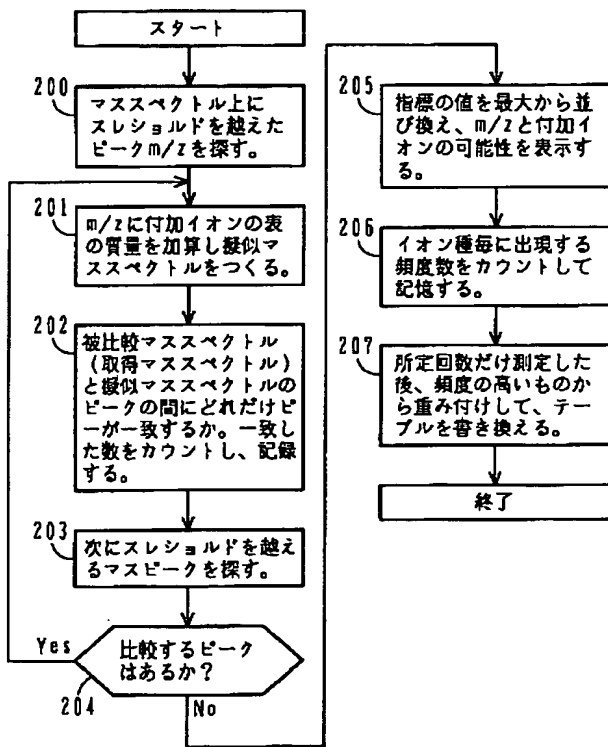 スタート
200
マススペクトル上に
スレショルドを越えた
ピークm/zを探す。
201
m/zに付加イオンの表
の質量を加算し擬似マ
ススペクトルをつくる。
202
被比較マススペクトル
(取得マススペクトル)
と擬似マススペクトルの
ピークの間にどれだけピ
ーが一致するか。一致し
た数をカウントし、記録
する。
203
次にスレショルドを越え
るマスピークを探す。
Yes
比較するピーク
はあるか?
204
No
205
指標の値を最大から並
び換え、m/zと付加イ
オンの可能性を表示す
る。
206
イオン種毎に出現する
頻度数をカウントして
記憶する。
207
所定回数だけ測定した
後、頻度の高いものか
ら重み付けして、テー
ブルを書き換える。
終了